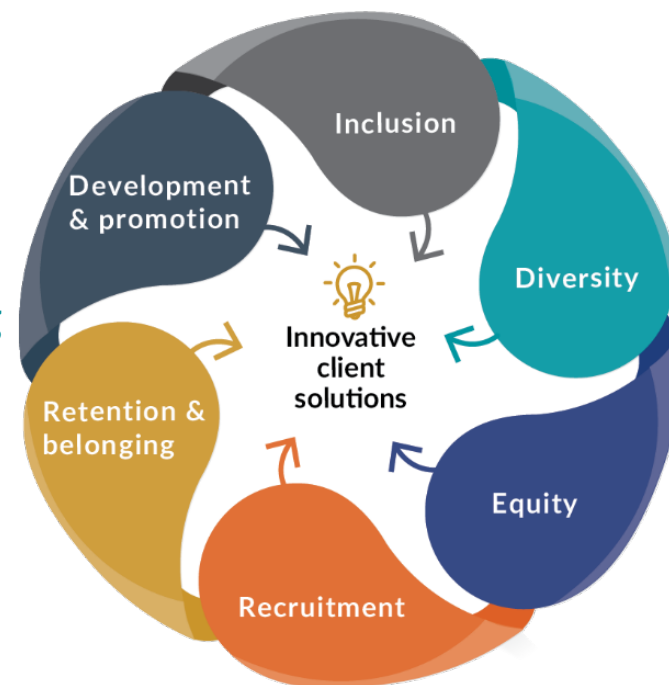 Inclusion
Development
& promotion
Diversity
Innovative
client
solutions
Retention &
belonging
Equity
Recruitment